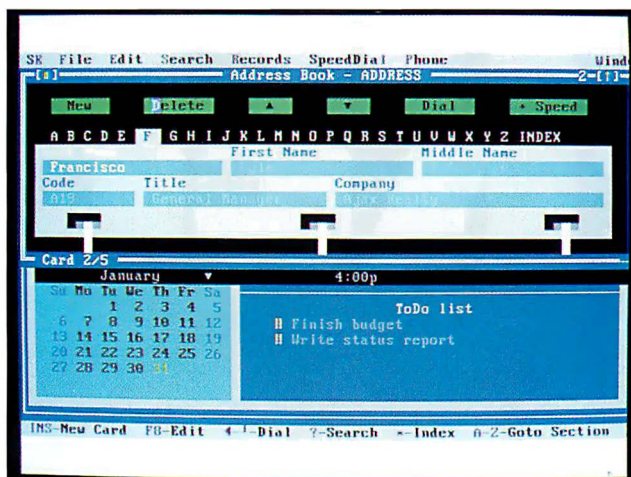 SK File Edit Search Records SpeedDial Phone Wind
Address Book - ADDRESS 2
New Delete ▲ ▼ Dial + Speed
A B C D E F G H I J K L M N O P Q R S T U V W X Y Z INDEX
First Name Middle Name
Francisco
Code Title Company
A19 General Manager Ajax Realty
Card 2/5
January ▼ 4:00p
Su Mo Tu We Th Fr Sa
1 2 3 4 5
ToDo list
6 7 8 9 10 11 12
Finish budget
13 14 15 16 17 18 19
Write status report
20 21 22 23 24 25 26
27 28 29 30 31
INS-New Card F8-Edit ◄┘-Dial ?-Search *-Index A-Z-Goto Section